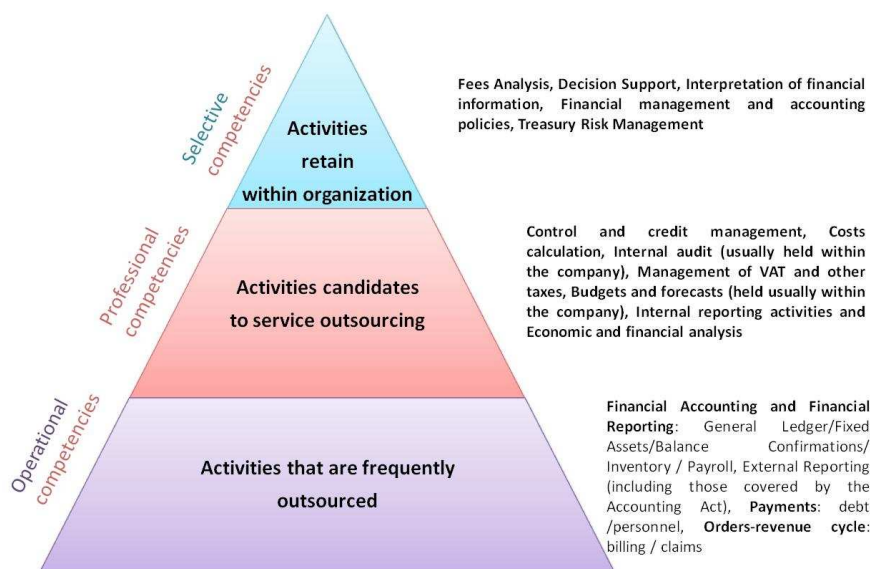 Selective
competencies
Activities
retain
within organization
Fees Analysis, Decision Support, Interpretation of financial
information, Financial management and accounting
policies, Treasury Risk Management
Professional
competencies
Activities candidates
to service outsourcing
Control and credit management, Costs
calculation, Internal audit (usually held within
the company), Management of VAT and other
taxes, Budgets and forecasts (held usually within
the company), Internal reporting activities and
Economic and financial analysis
Operational
competencies
Activities that are frequently
outsourced
Financial Accounting and Financial
Reporting: General Ledger/Fixed
Assets/Balance Confirmations/
Inventory / Payroll, External Reporting
(including those covered by the
Accounting Act), Payments: debt
/personnel, Orders-revenue cycle:
billing / claims